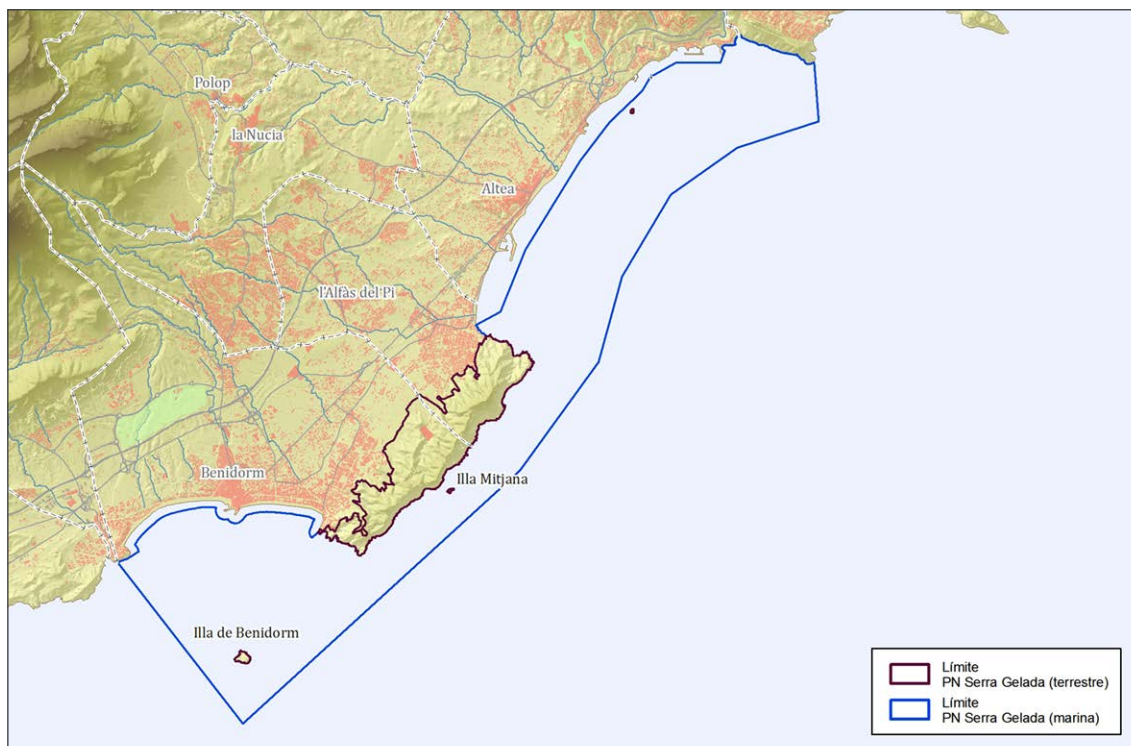 Polop
la Nucia
Altea
l'Alfàs del Pi
Benidorm
Illa Mitjana
Illa de Benidorm
Límite
PN Serra Gelada (terrestre)
Límite
PN Serra Gelada (marina)